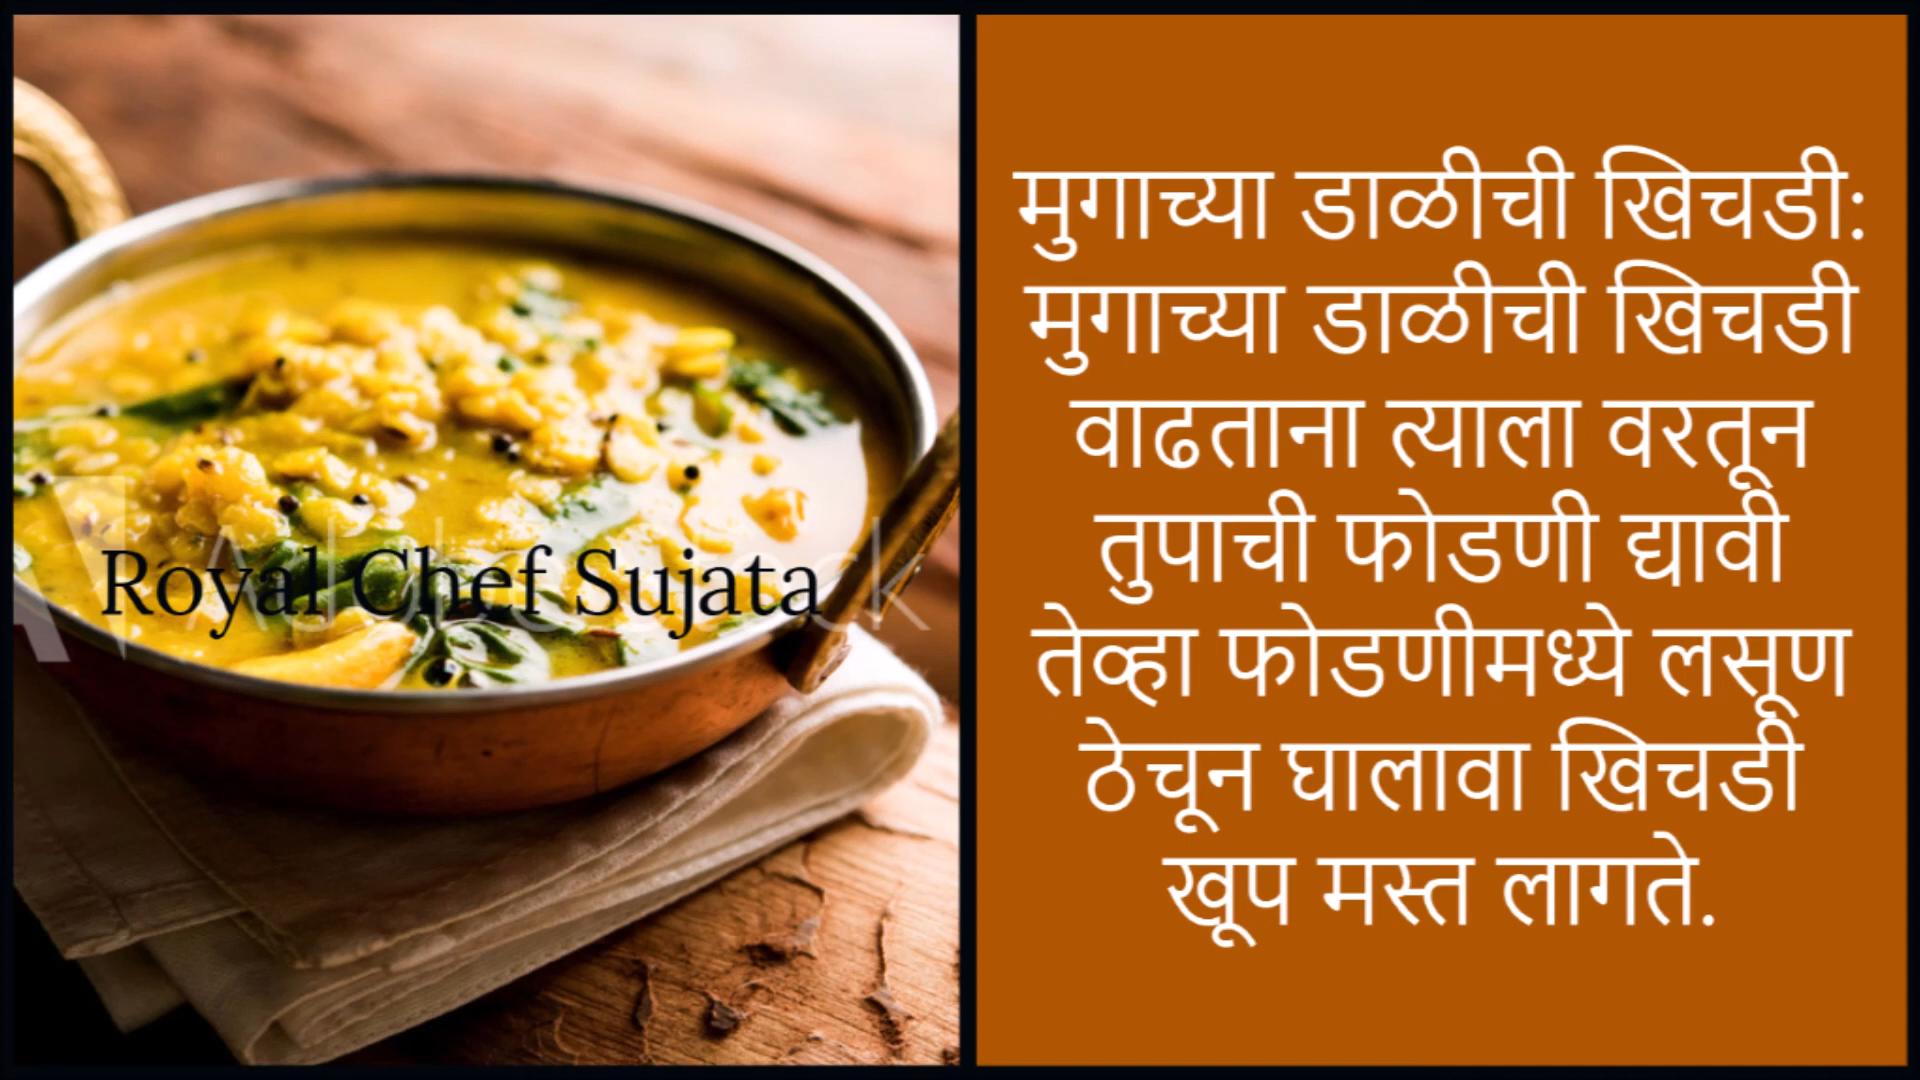 Royal Chef Sujata
मुगाच्या डाळीची खिचडी:
मुगाच्या डाळीची खिचडी
वाढताना त्याला वरतून
तुपाची फोडणी द्यावी
तेव्हा फोडणीमध्ये लसूण
ठेचून घालावा खिचडी
खूप मस्त लागते.